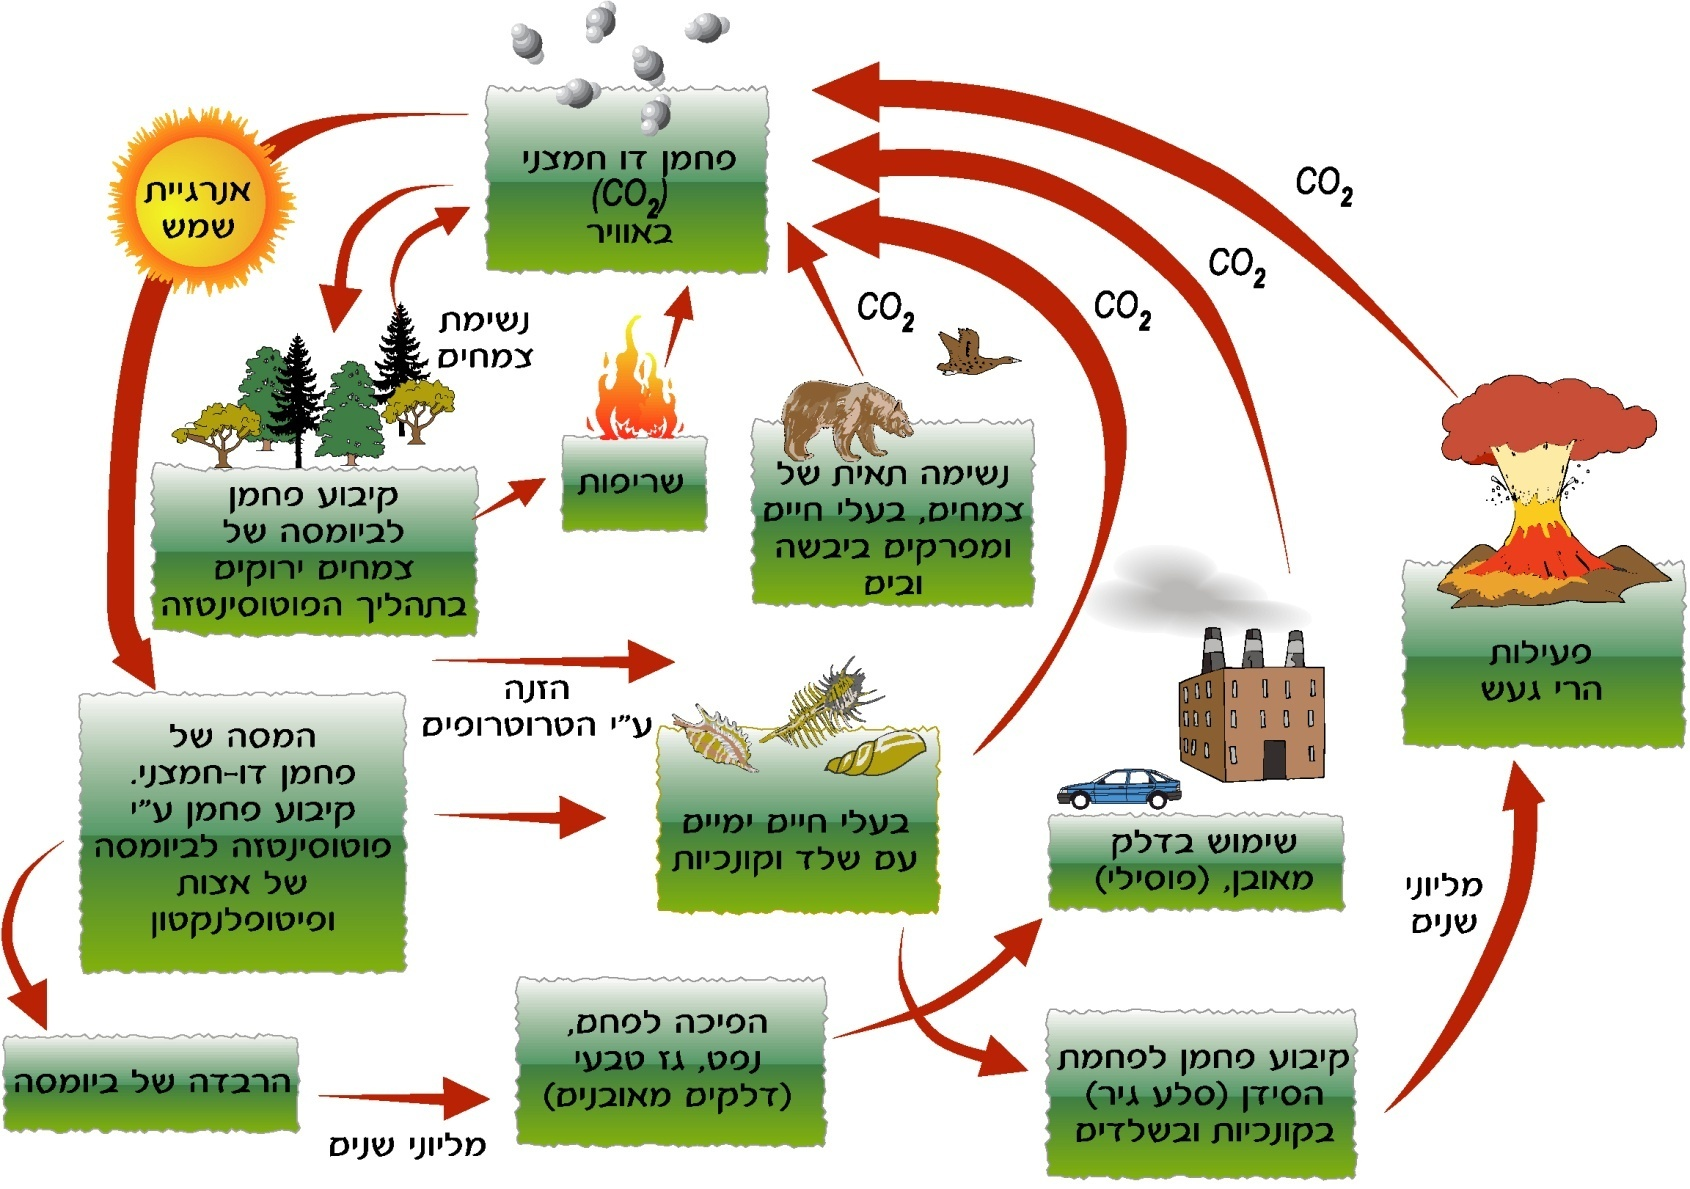 פחמן דו חמצני
(CO₂)
באוויר
אנרגיית
שמש
CO₂
CO₂
CO₂
CO₂
נשימת
צמחים
שריפות
נשימה תאית של
צמחים, בעלי חיים
ומפרקים ביבשה
ובים
קיבוע פחמן
לביומסה של
צמחים ירוקים
בתהליך הפוטוסינטזה
פעילות
הרי געש
הזנה
ע"י הטרוטרופים
המסה של
פחמן דו-חמצני.
קיבוע פחמן ע"י
פוטוסינטזה לביומסה
של אצות
ופיטופלנקטון
בעלי חיים ימיים
עם שלד וקונכיות
שימוש בדלק
מאובן, (פוסילי)
מליוני
שנים
הפיכה לפחם,
נפט, גז טבעי
(דלקים מאובנים)
קיבוע פחמן לפחמת
הסידן (סלע גיר)
בקונכיות ובשלדים
הרבדה של ביומסה
מליוני שנים